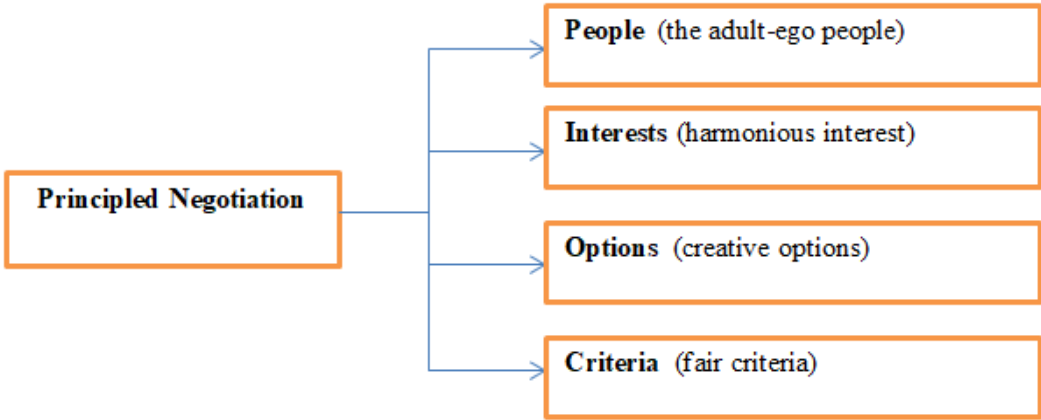 People (the adult-ego people)
Interests (harmonious interest)
Principled Negotiation
Options (creative options)
Criteria (fair criteria)